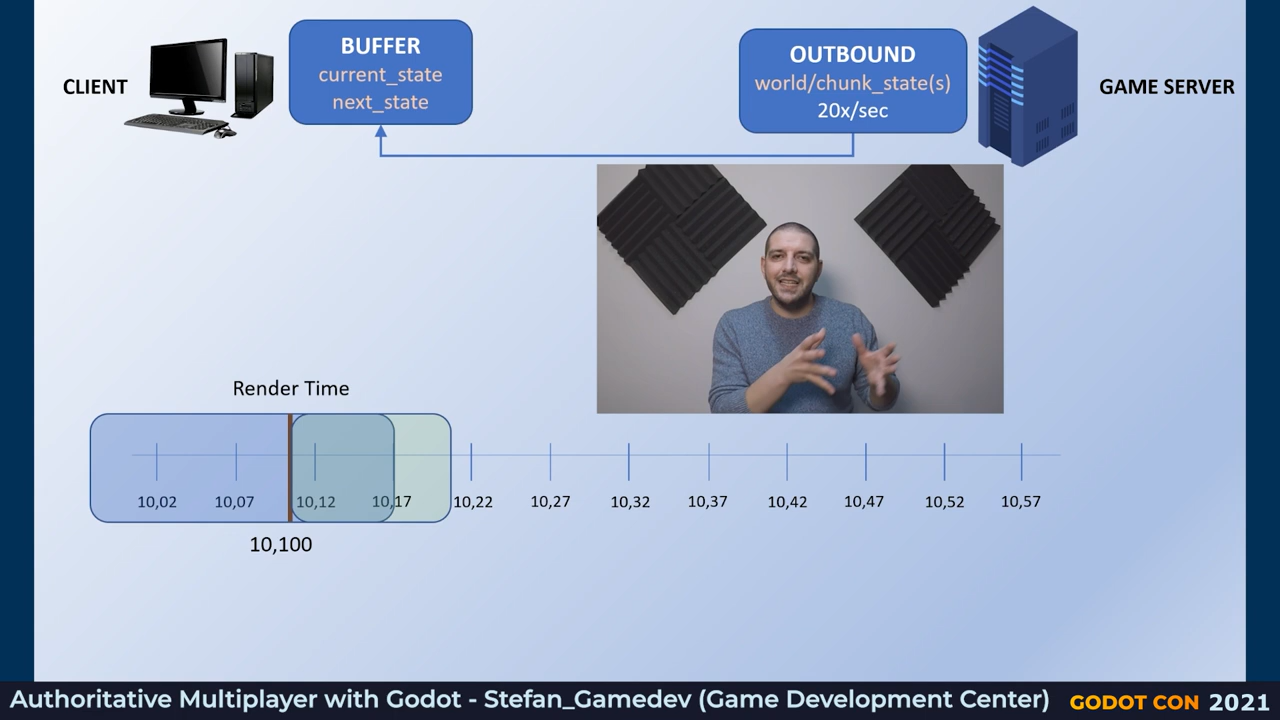 CLIENT
BUFFER
current_state
next_state
OUTBOUND
world/chunk_state(s)
20x/sec
GAME SERVER
Render Time
10,02 10,07 10,12 10,17 10,22 10,27 10,32 10,37 10,42 10,47 10,52 10,57
10,100
Authoritative Multiplayer with Godot - Stefan_Gamedev (Game Development Center) GODOT CON 2021